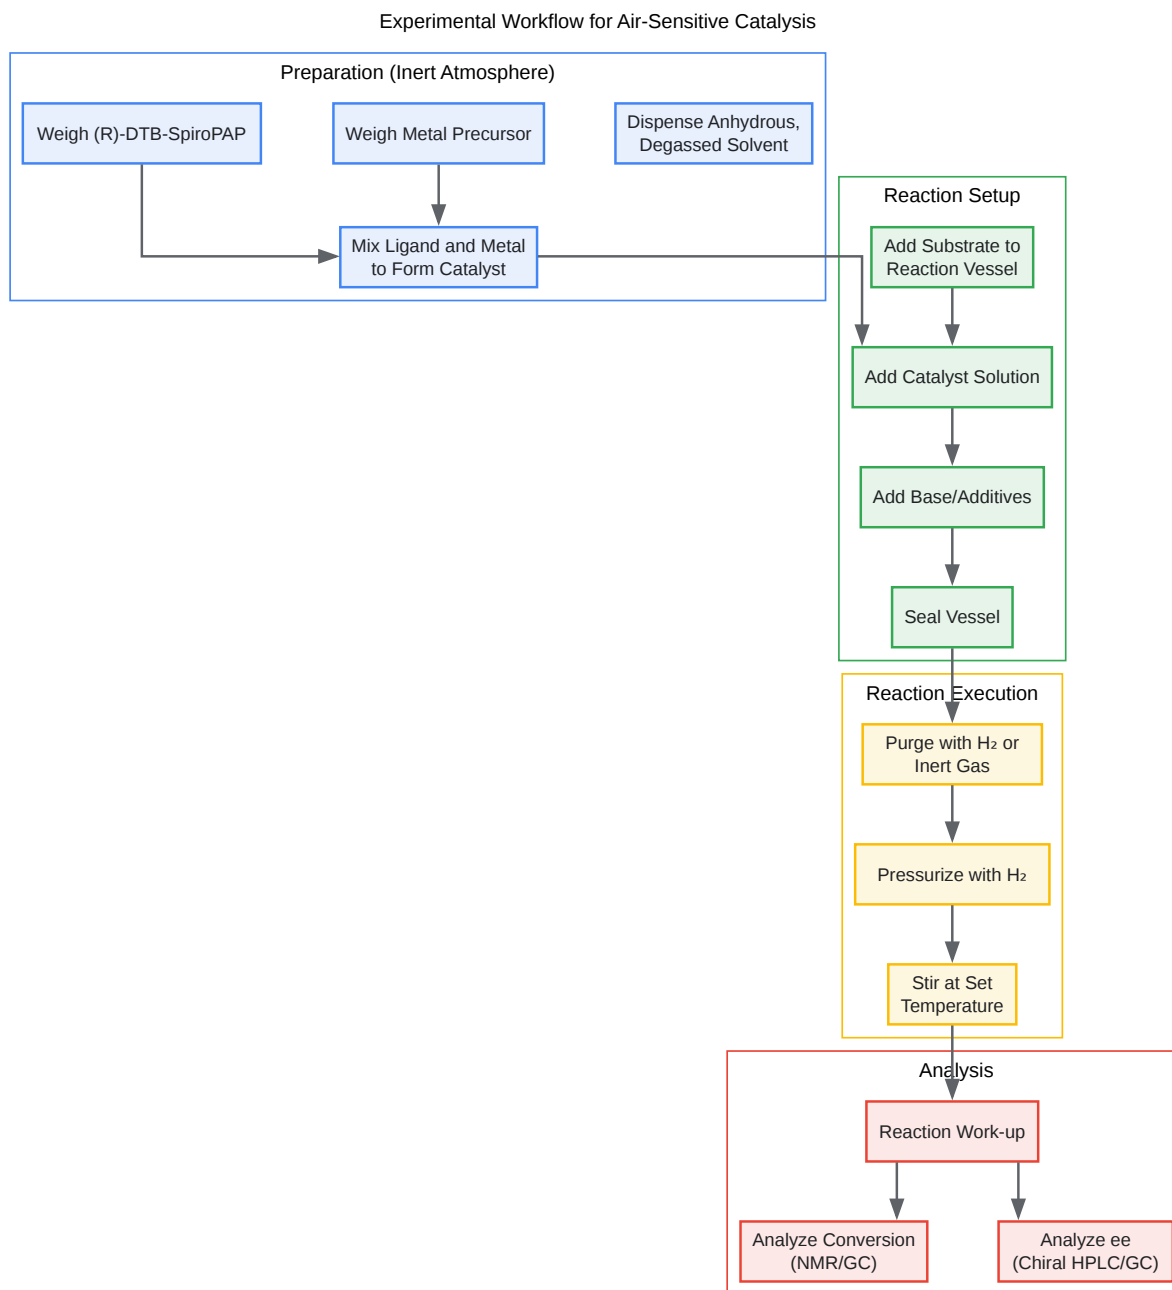 Experimental Workflow for Air-Sensitive Catalysis
Preparation (Inert Atmosphere)
Weigh (R)-DTB-SpiroPAP
Weigh Metal Precursor
Dispense Anhydrous,
Degassed Solvent
Mix Ligand and Metal
to Form Catalyst
Reaction Setup
Add Substrate to
Reaction Vessel
Add Catalyst Solution
Add Base/Additives
Seal Vessel
Reaction Execution
Purge with H₂ or
Inert Gas
Pressurize with H₂
Stir at Set
Temperature
Analysis
Reaction Work-up
Analyze Conversion
(NMR/GC)
Analyze ee
(Chiral HPLC/GC)